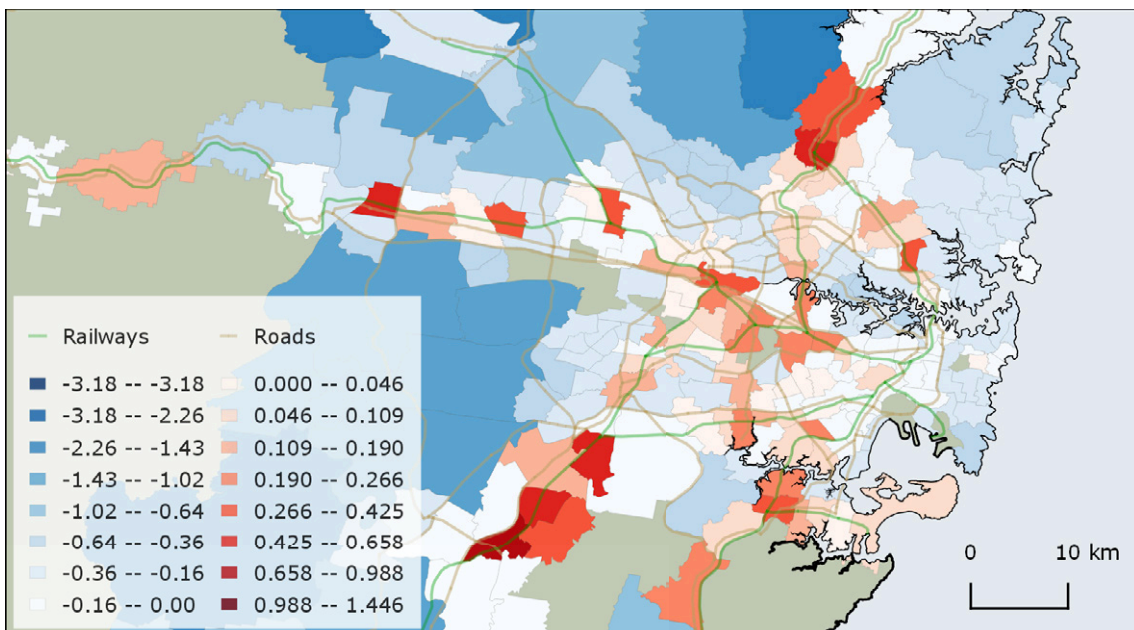 Railways Roads
-3.18 -- -3.18 0.000 -- 0.046
-3.18 -- -2.26 0.046 -- 0.109
-2.26 -- -1.43 0.109 -- 0.190
-1.43 -- -1.02 0.190 -- 0.266
-1.02 -- -0.64 0.266 -- 0.425
-0.64 -- -0.36 0.425 -- 0.658
-0.36 -- -0.16 0.658 -- 0.988
-0.16 -- 0.00 0.988 -- 1.446
0 10 km